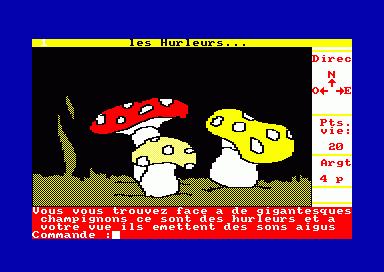 les Hurleurs...
Direc
N
O E
Pts.
vie:
20
Argt
4 p
Vous vous trouvez face a de gigantesques
champignons ce sont des hurleurs et a
votre vue ils emettent des sons aigus
Commande :